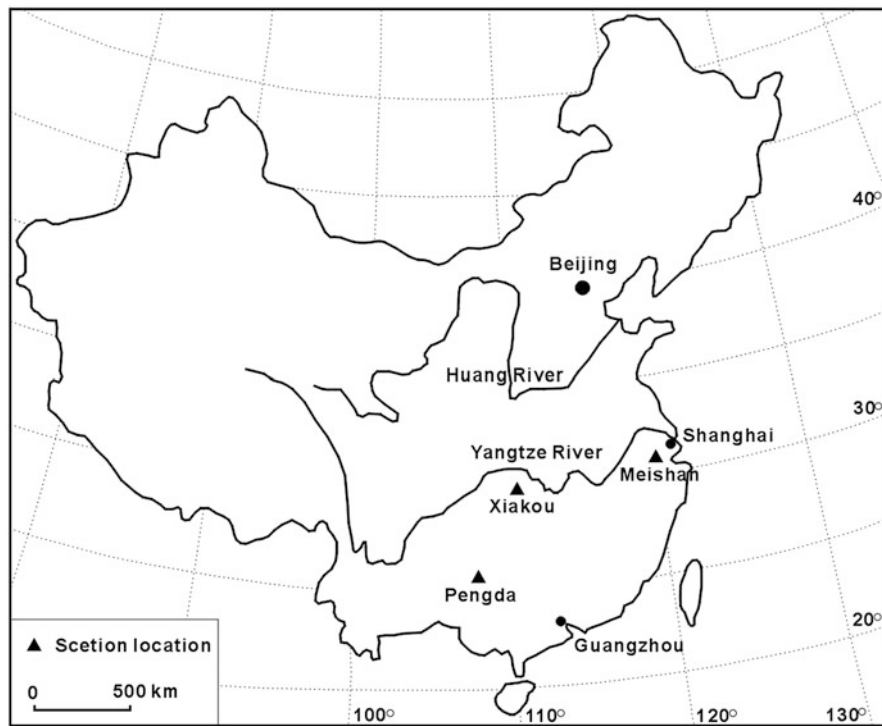 40°
Beijing
Huang River
30°
Shanghai
Yangtze River
Meishan
Xiakou
Pengda
20°
Scetion location
Guangzhou
0 500 km
100° 110° 120° 130°